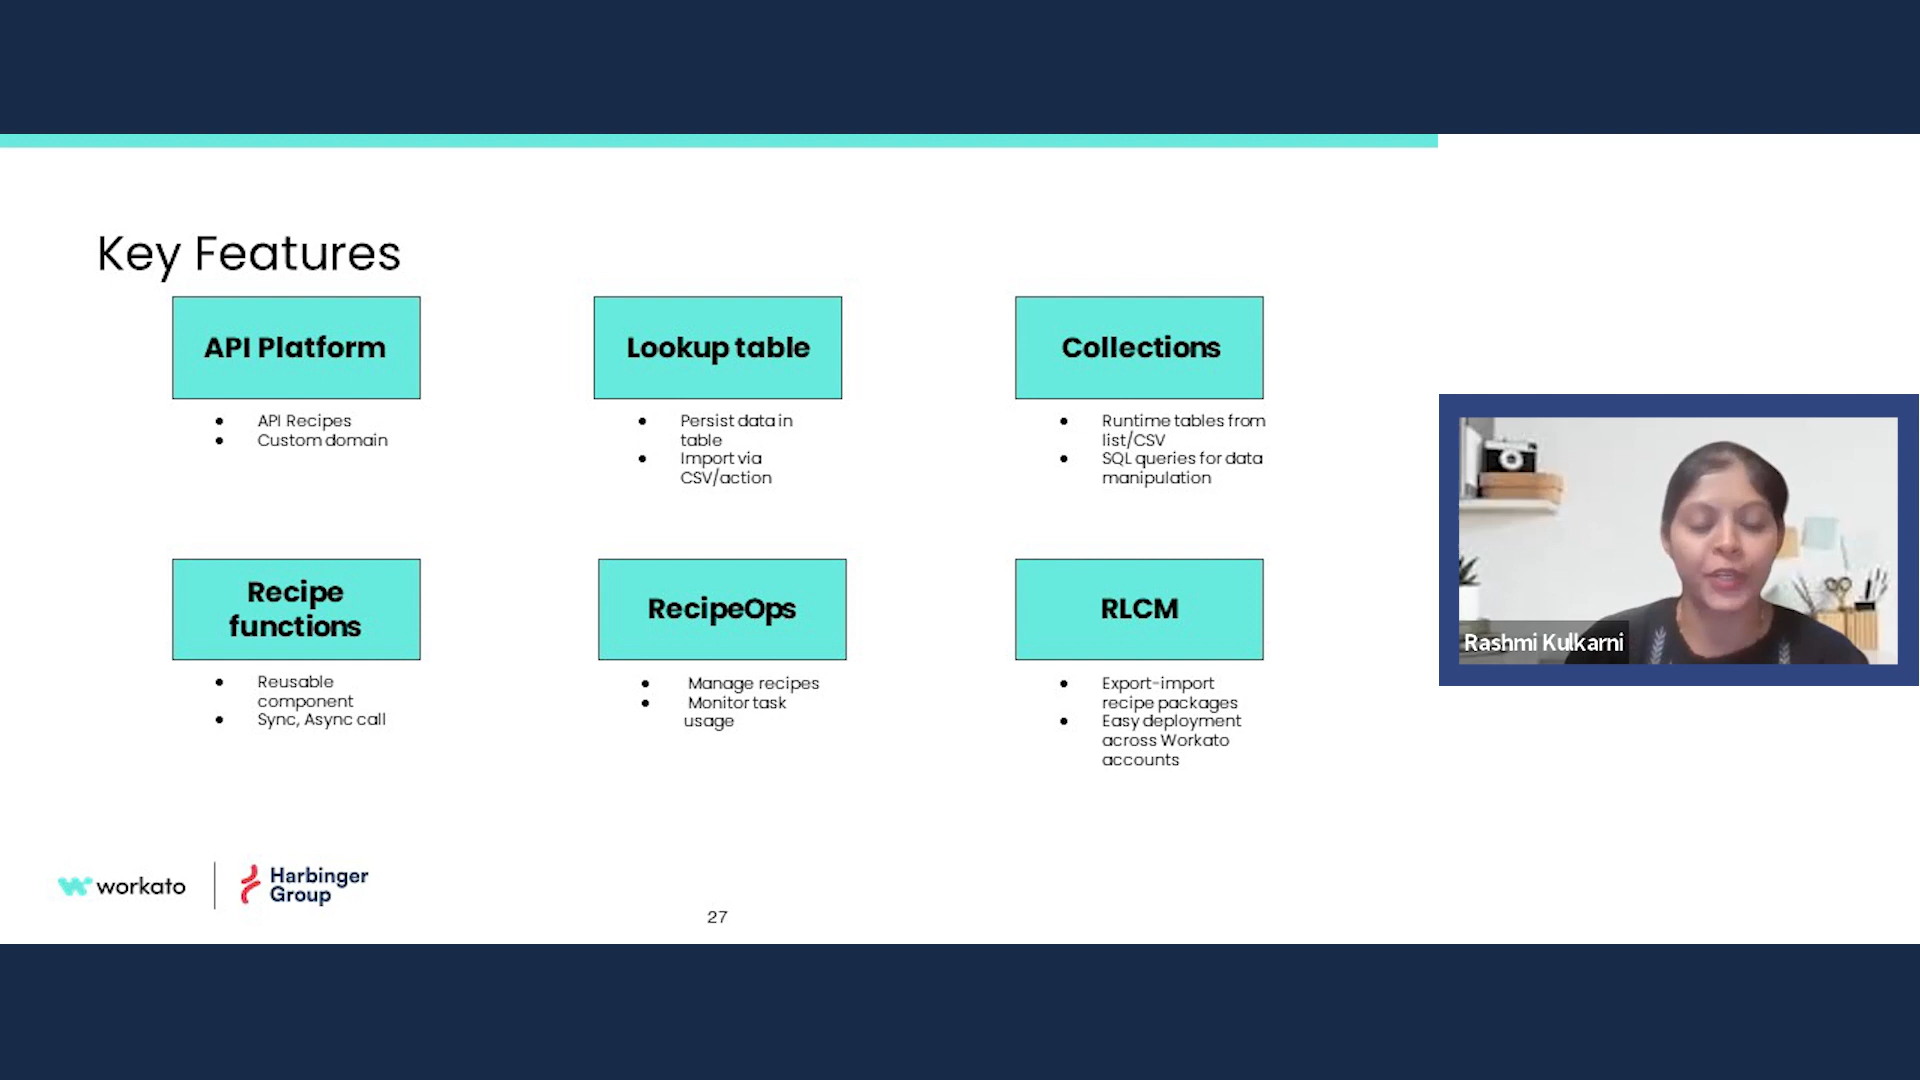 Key Features
API Platform
● API Recipes
● Custom domain
Lookup table
● Persist data in
table
● Import via
CSV/action
Collections
● Runtime tables from
list/CSV
● SQL queries for data
manipulation
Recipe
functions
● Reusable
component
● Sync, Async call
RecipeOps
● Manage recipes
● Monitor task
usage
RLCM
● Export-import
recipe packages
● Easy deployment
across Workato
accounts
Rashmi Kulkarni
workato
Harbinger
Group
27